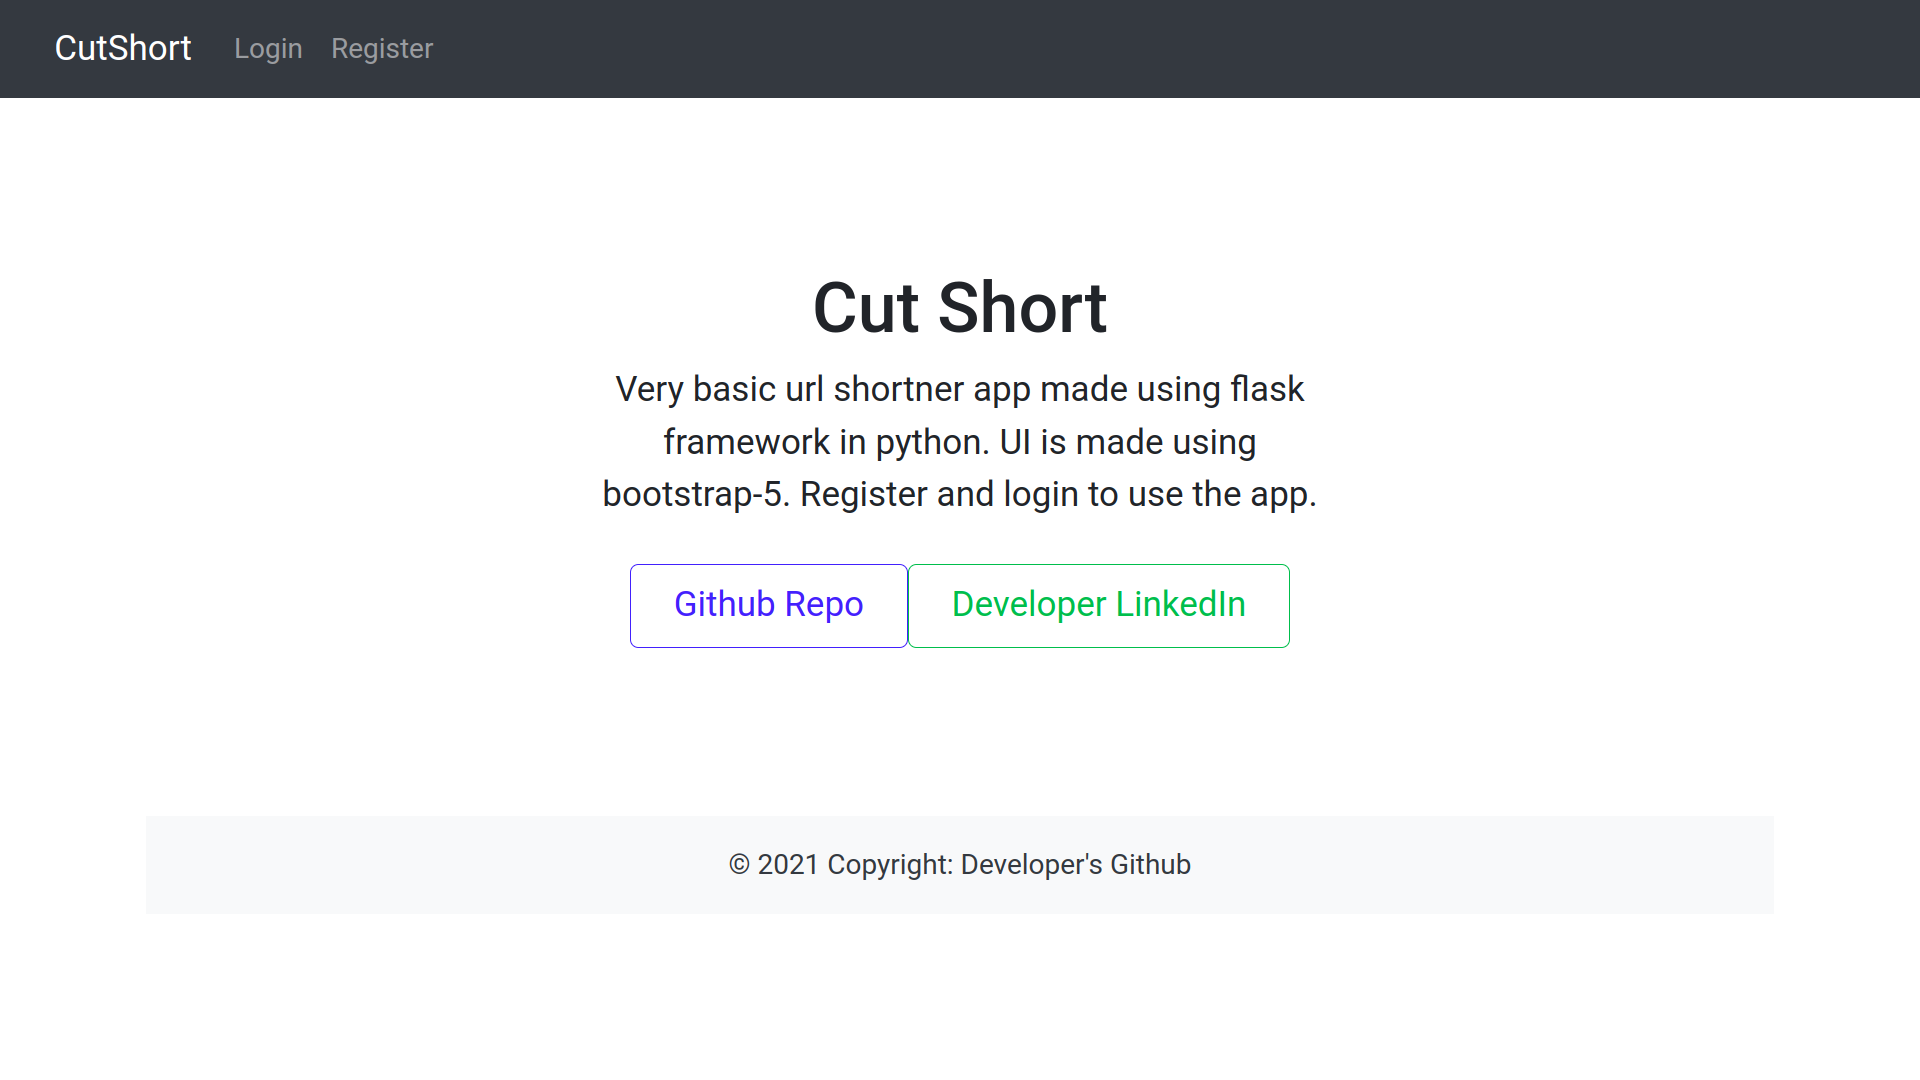 CutShort Login Register
Cut Short
Very basic url shortner app made using flask
framework in python. UI is made using
bootstrap-5. Register and login to use the app.
Github Repo Developer LinkedIn
© 2021 Copyright: Developer's Github